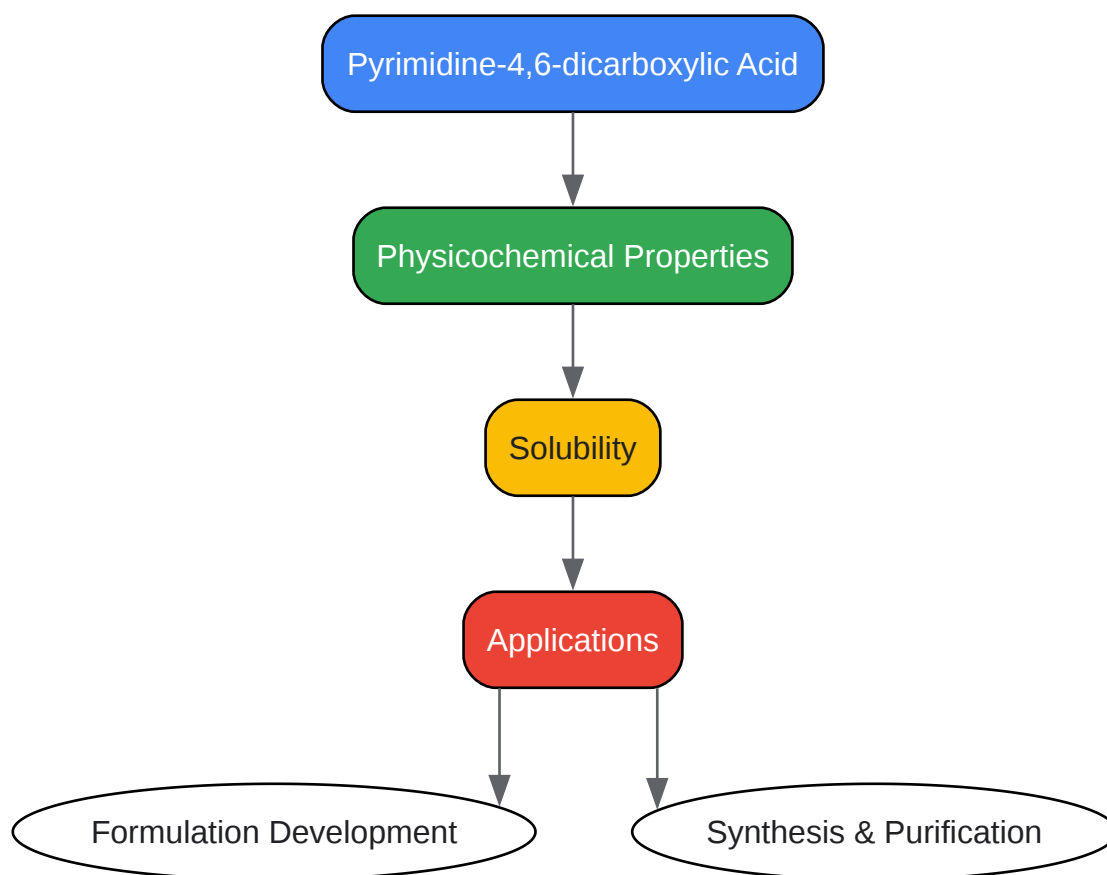 Pyrimidine-4,6-dicarboxylic Acid
Physicochemical Properties
Solubility
Applications
Formulation Development
Synthesis & Purification